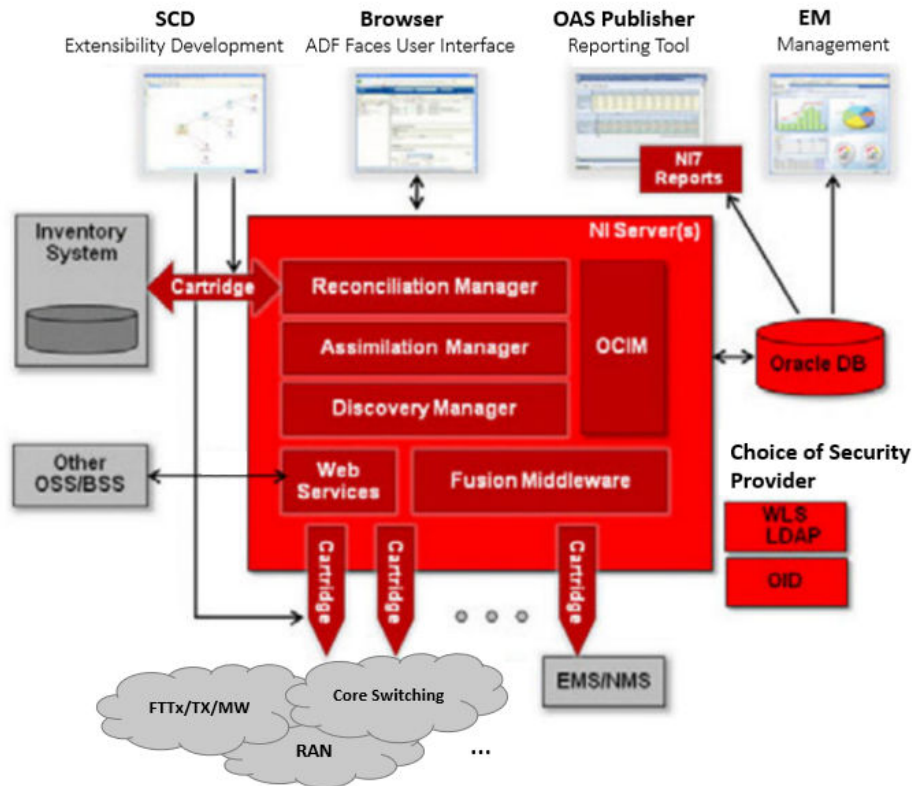 SCD
Extensibility Development
Browser
ADF Faces User Interface
OAS Publisher
Reporting Tool
EM
Management
NI7
Reports
NI Server(s)
Inventory
System
Cartridge
Reconciliation Manager
Assimilation Manager
Discovery Manager
OCIM
Oracle DB
Other
OSS/BSS
Web
Services
Fusion Middleware
Choice of Security
Provider
WLS
LDAP
OID
Cartridge
Cartridge
Cartridge
FTTx/TX/MW
Core Switching
RAN
...
EMS/NMS